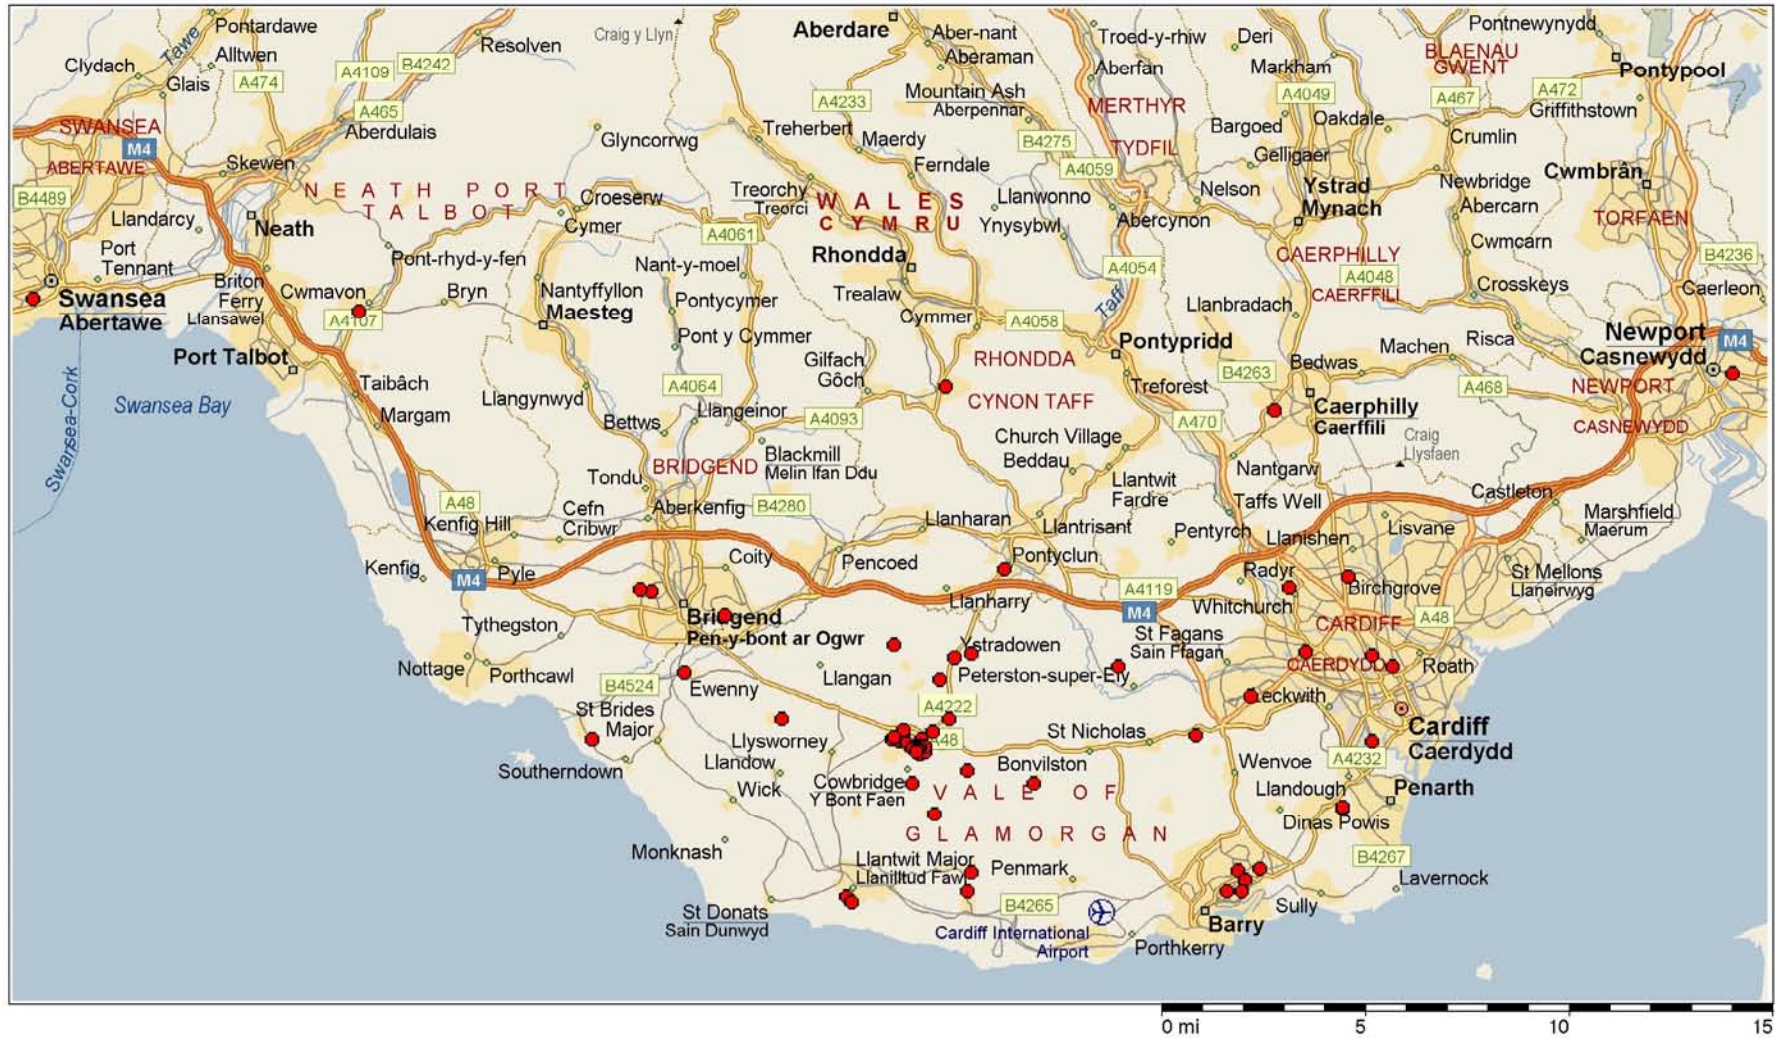 Pontardawe
Tawe
Alltwen
Clydach
Glais
A474
A4109
B4242
A465
Resolven
Craig y Llyn
Aberdare
Aber-nant
Aberaman
Mountain Ash
Aberpennar
A4233
Troed-y-rhiw
Aberfan
MERTHYR
TYDFIL
Deri
Markham
A4049
Bargoed
Oakdale
Gelligaer
Pontnewynydd
BLAENAU
GWENT
A467
A472
Pontypool
Griffithstown
Crumlin
SWANSEA
M4
ABERTAWE
Aberdulais
Skewen
B4489
Llandarcy
Neath
NEATH PORT
TALBOT
Glyncorrwg
Croeserw
Cymer
Treherbert
Maerdy
Ferndale
Treorchy
Treorci
WALES
CYMRU
A4061
Rhondda
B4275
A4059
Llanwonno
Ynysybwl
Abercynon
Nelson
Ystrad
Mynach
Newbridge
Abercarn
Cwmcarn
Cwmbrân
TORFAEN
CAERPHILLY
A4048
CAERFFILI
Crosskeys
B4236
Caerleon
Port
Tennant
Swansea
Abertawe
Briton
Ferry
Llansawel
Cwmavon
A4107
Pont-rhyd-y-fen
Bryn
Nantyffyllon
Maesteg
Nant-y-moel
Pontycymer
Pont y Cymmer
Trealaw
Cymmer
A4054
Taff
A4058
Pontypridd
Llanbradach
Port Talbot
Taibâch
Margam
Swansea Bay
Swansea-Cork
Llangynwyd
Bettws
A4064
Llangeinor
A4093
Gilfach
Gôch
RHONDDA
CYNON TAFF
Treforest
B4263
Bedwas
Machen
Risca
A468
Newport
Casnewydd
M4
NEWPORT
CASNEWYDD
Caerphilly
Caerffili
Craig
Llysfaen
A470
Church Village
Beddau
Blackmill
Melin Ifan Ddu
BRIDGEND
Tondu
Aberkenfig
B4280
Llantwit
Fardre
Nantgarw
Taffs Well
Castleton
Marshfield
Maerum
A48
Kenfig Hill
Cefn
Cribwr
Llanharan
Llantrisant
Pentyrch
Llanishen
Lisvane
Kenfig
M4
Pyle
Coity
Pencoed
Pontyclun
Llanharry
A4119
M4
Radyr
Whitchurch
Birchgrove
St Mellons
Llaneirwyg
Tythegston
Bridgend
Pen-y-bont ar Ogwr
Ystradowen
St Fagans
Sain Ffagan
CARDIFF
A48
CAERDYDD
Roath
Nottage
Porthcawl
B4524
Ewenny
Llangan
Peterston-super-Ely
A4222
Leckwith
St Brides
Major
Llysworney
A48
St Nicholas
Cardiff
Caerdydd
Southerndown
Llandow
Cowbridge
Y Bont Faen
Bonvilston
Wenvoe
A4232
Wick
VALE OF
GLAMORGAN
Llandough
Penarth
Dinas Powis
Monknash
Llantwit Major
Llanilltud Fawr
Penmark
B4267
Lavernock
St Donats
Sain Dunwyd
B4265
Cardiff International
Airport
Barry
Sully
Porthkerry
0 mi
5
10
15